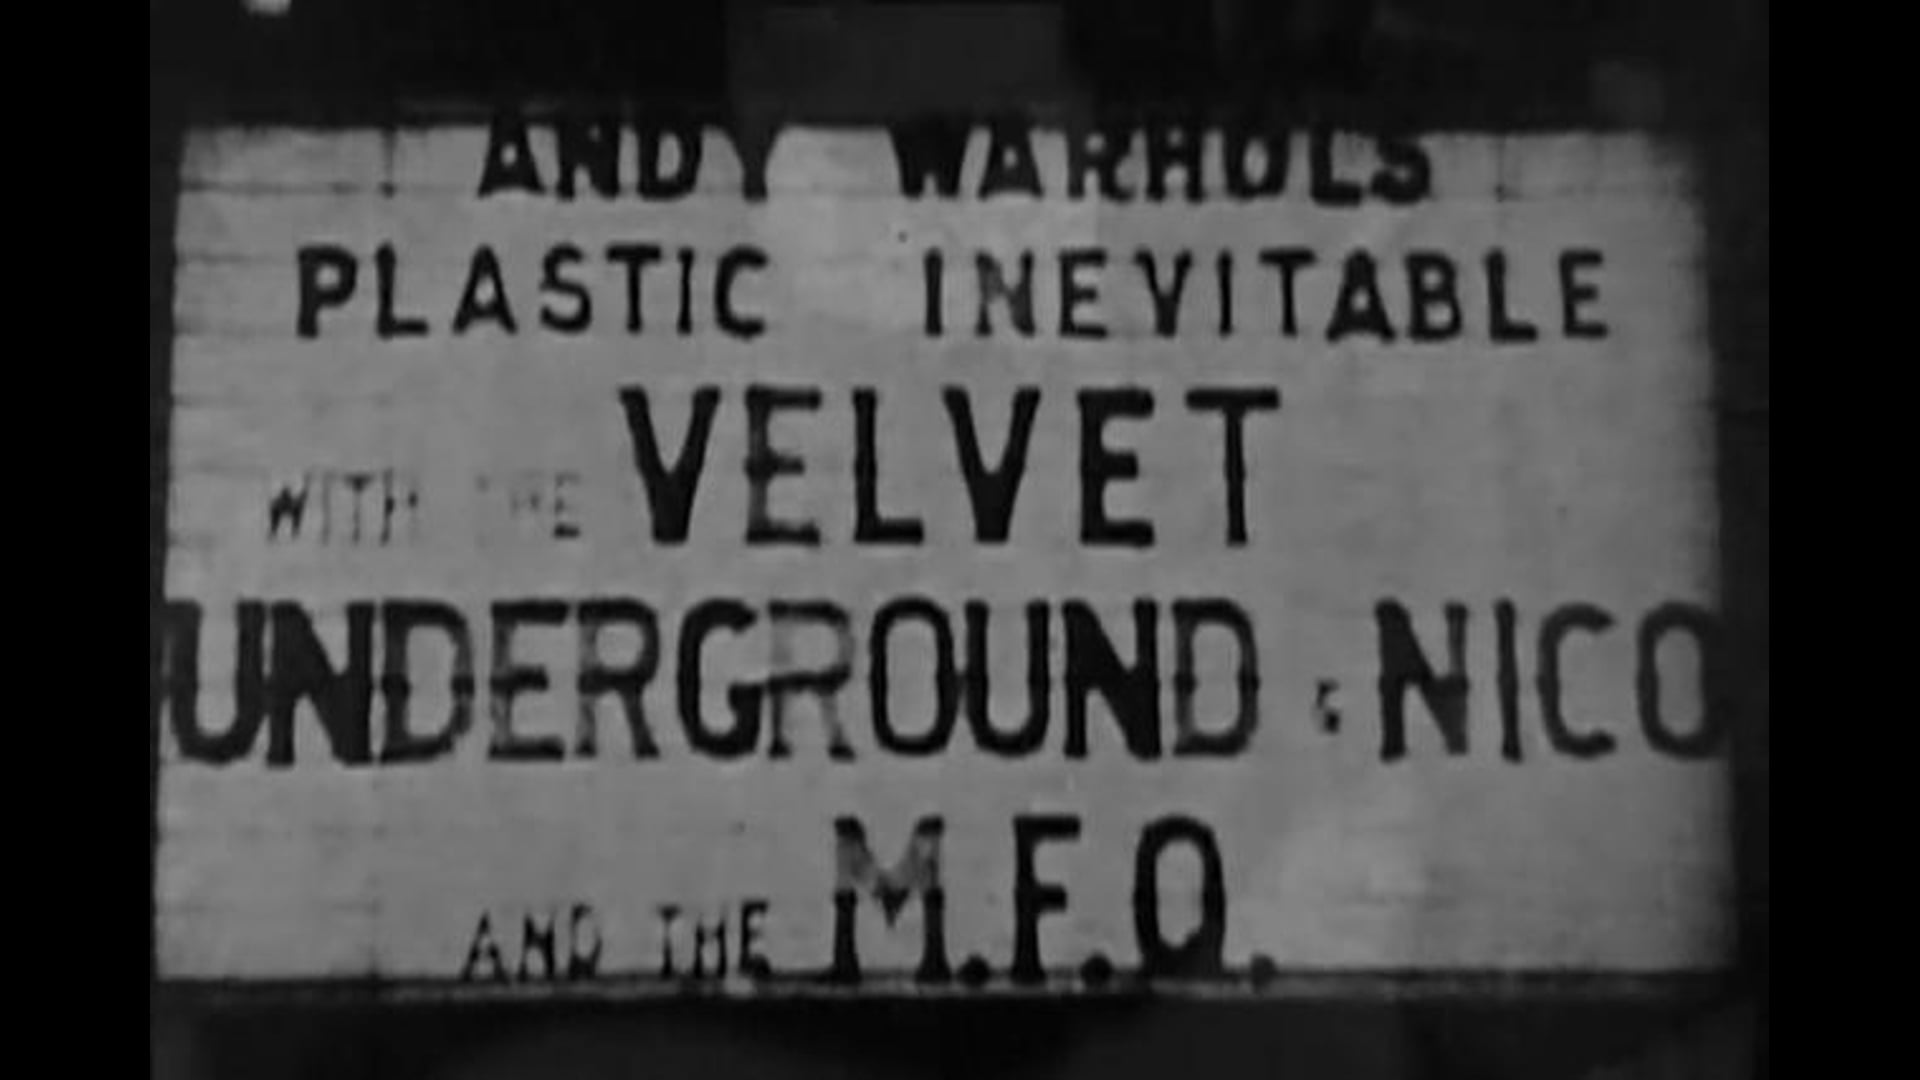 ANDY WARHOLS
PLASTIC INEVITABLE
WITH THE VELVET
UNDERGROUND & NICO
AND THE M.F.Q.